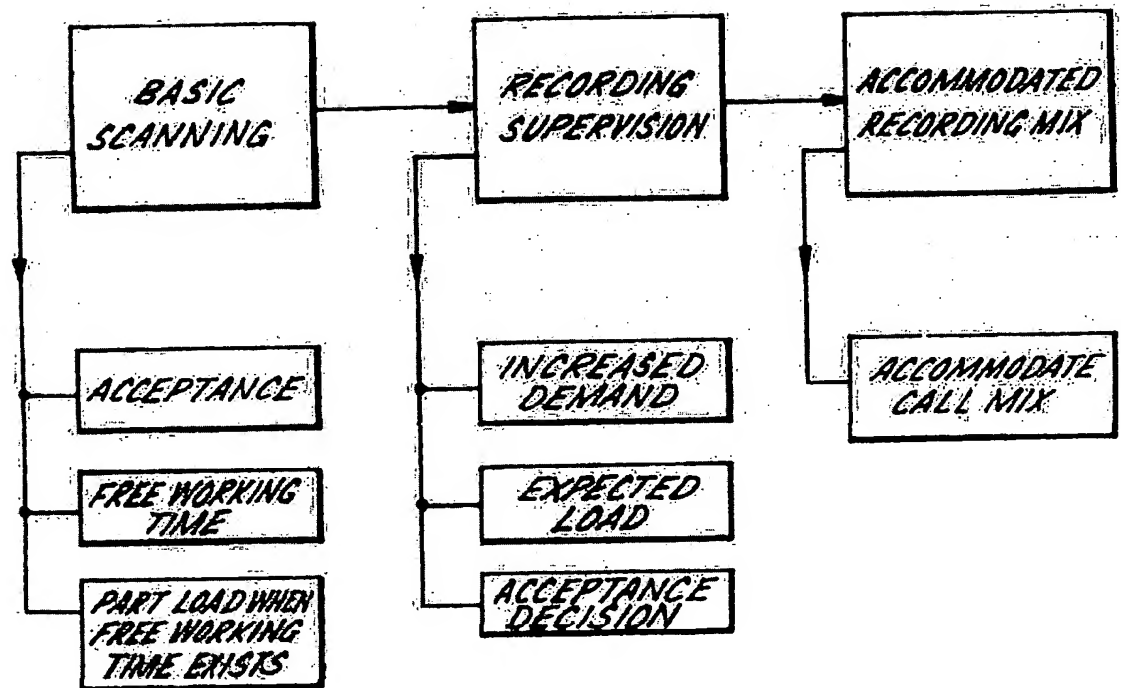 BASIC
SCANNING
RECORDING
SUPERVISION
ACCOMMODATED
RECORDING MIX
ACCEPTANCE
FREE WORKING
TIME
PART LOAD WHEN
FREE WORKING
TIME EXISTS
INCREASED
DEMAND
EXPECTED
LOAD
ACCEPTANCE
DECISION
ACCOMMODATE
CALL MIX